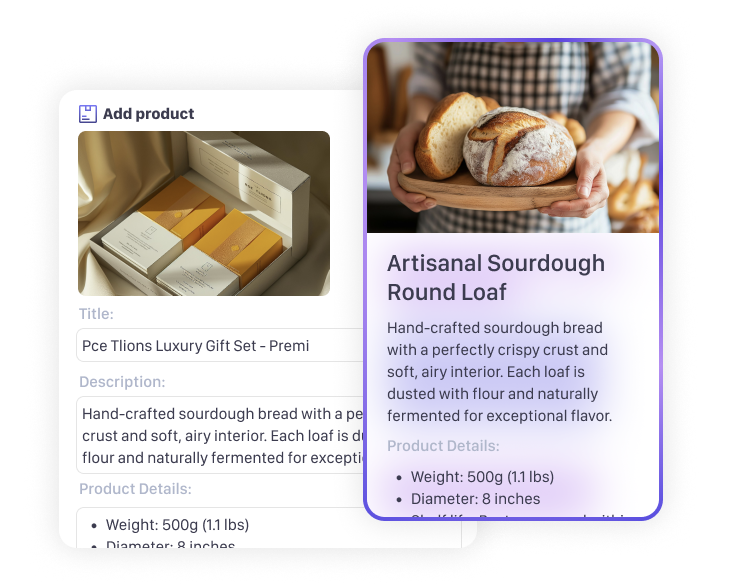 Add product
Title:
Pce Tlions Luxury Gift Set - Premi
Description:
Hand-crafted sourdough bread with a pe
crust and soft, airy interior. Each loaf is du
flour and naturally fermented for excepti
Product Details:
• Weight: 500g (1.1 lbs)
• Diameter: 8 inches
Artisanal Sourdough
Round Loaf
Hand-crafted sourdough bread
with a perfectly crispy crust and
soft, airy interior. Each loaf is
dusted with flour and naturally
fermented for exceptional flavor.
Product Details:
• Weight: 500g (1.1 lbs)
• Diameter: 8 inches